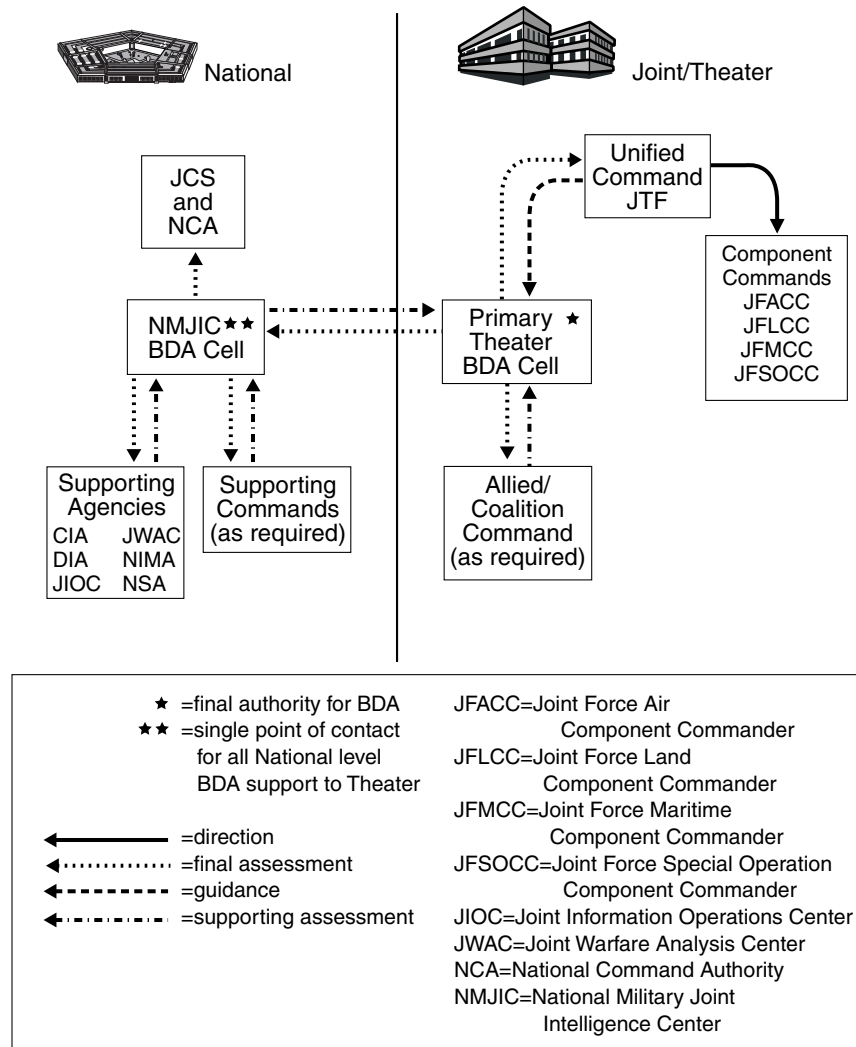 National
Joint/Theater
JCS
and
NCA
Unified
Command
JTF
Component
Commands
JFACC
JFLCC
JFMCC
JFSOCC
NMJIC★★
BDA Cell
Primary ★
Theater
BDA Cell
Supporting
Agencies
CIA JWAC
DIA NIMA
JIOC NSA
Supporting
Commands
(as required)
Allied/
Coalition
Command
(as required)
★ =final authority for BDA
★★ =single point of contact
for all National level
BDA support to Theater
=direction
=final assessment
=guidance
=supporting assessment
JFACC=Joint Force Air
Component Commander
JFLCC=Joint Force Land
Component Commander
JFMCC=Joint Force Maritime
Component Commander
JFSOCC=Joint Force Special Operation
Component Commander
JIOC=Joint Information Operations Center
JWAC=Joint Warfare Analysis Center
NCA=National Command Authority
NMJIC=National Military Joint
Intelligence Center